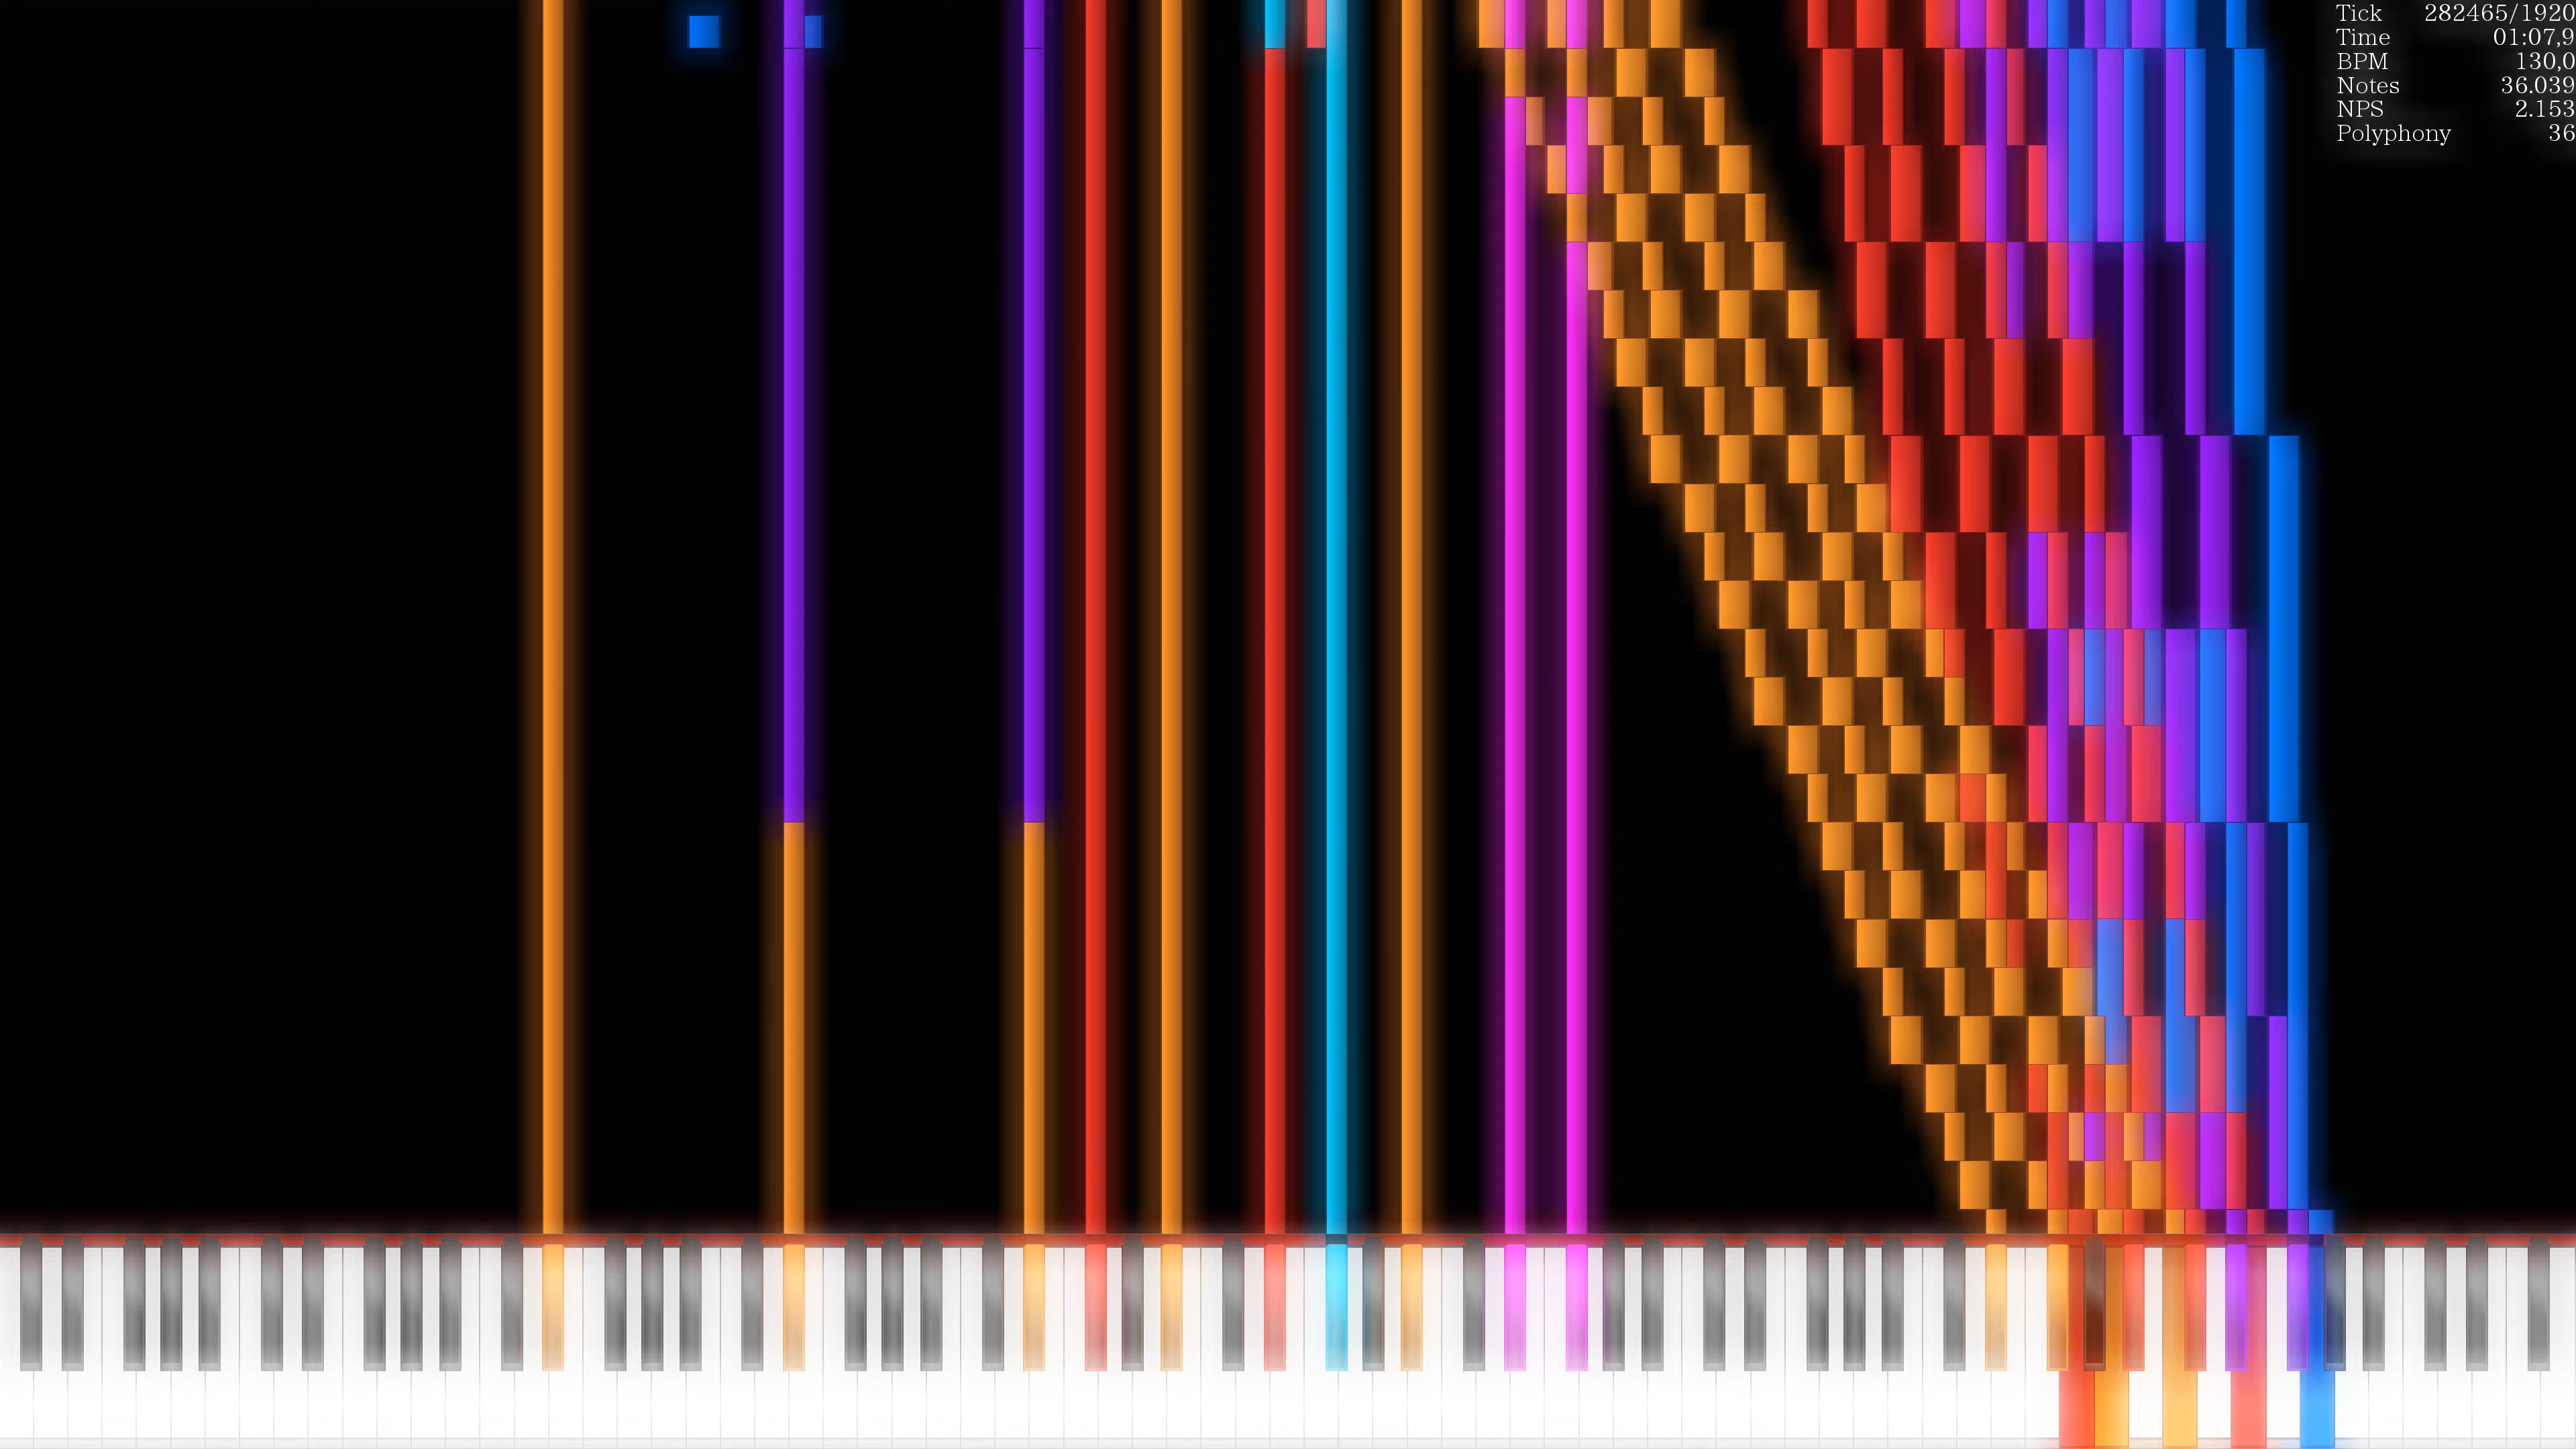 Tick 282465/1920
Time 01:07,9
BPM 130,0
Notes 36.039
NPS 2.153
Polyphony 36